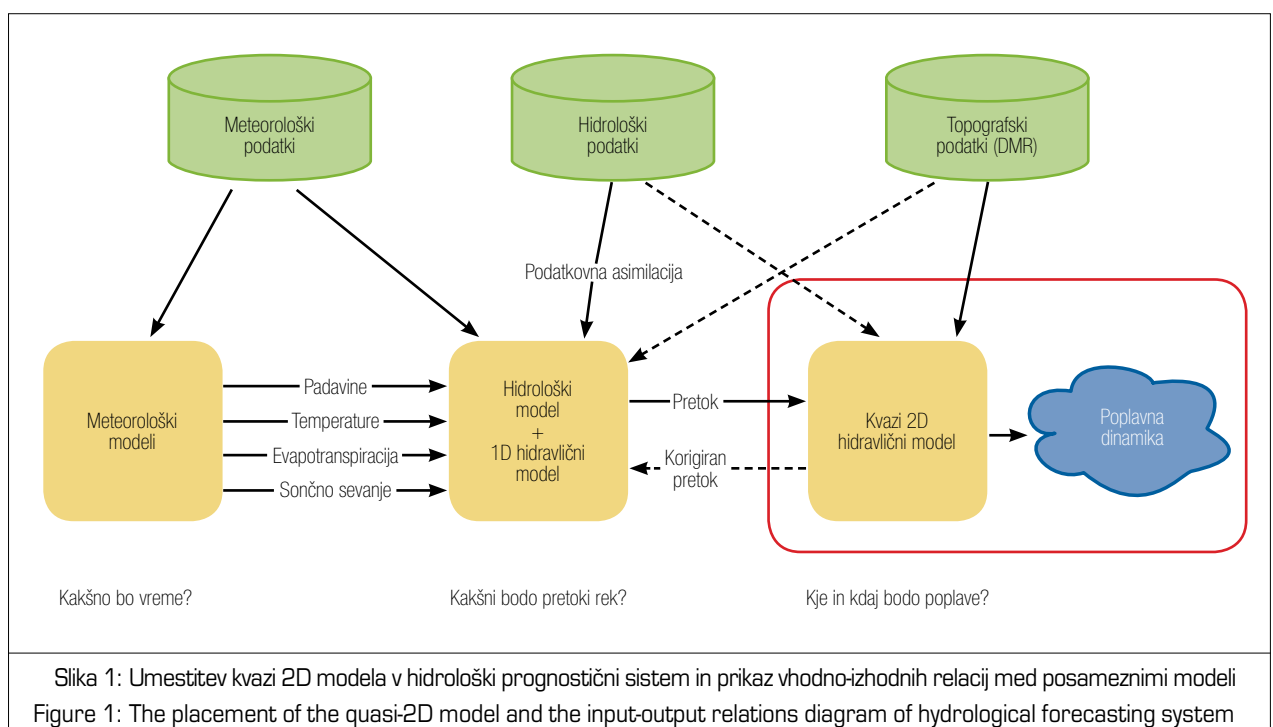 Meteorološki
podatki
Hidrološki
podatki
Topografski
podatki (DMR)
Podatkovna asimilacija
Meteorološki
modeli
Padavine
Temperature
Evapotranspiracija
Sončno sevanje
Hidrološki
model
+
1D hidravlični
model
Pretok
Korigiran
pretok
Kvazi 2D
hidravlični model
Poplavna
dinamika
Kakšno bo vreme?
Kakšni bodo pretoki rek?
Kje in kdaj bodo poplave?
Slika 1: Umestitev kvazi 2D modela v hidrološki prognostični sistem in prikaz vhodno-izhodnih relacij med posameznimi modeli
Figure 1: The placement of the quasi-2D model and the input-output relations diagram of hydrological forecasting system